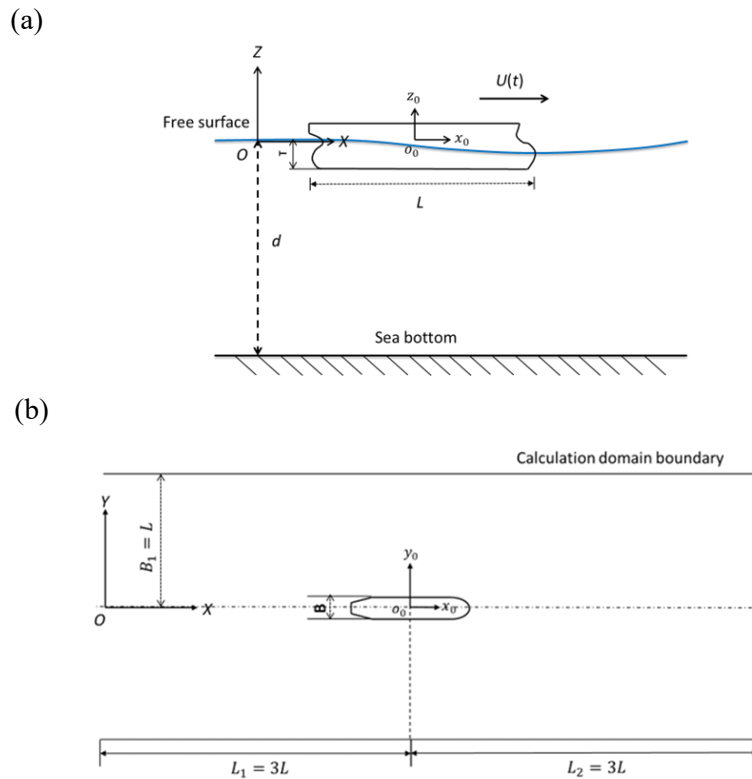 (a)
Z
U(t)
z₀
Free surface
O
X
T
o₀
x₀
L
d
Sea bottom
(b)
Calculation domain boundary
Y
B₁ = L
y₀
B
o₀
x₀
O
X
L₁ = 3L
L₂ = 3L